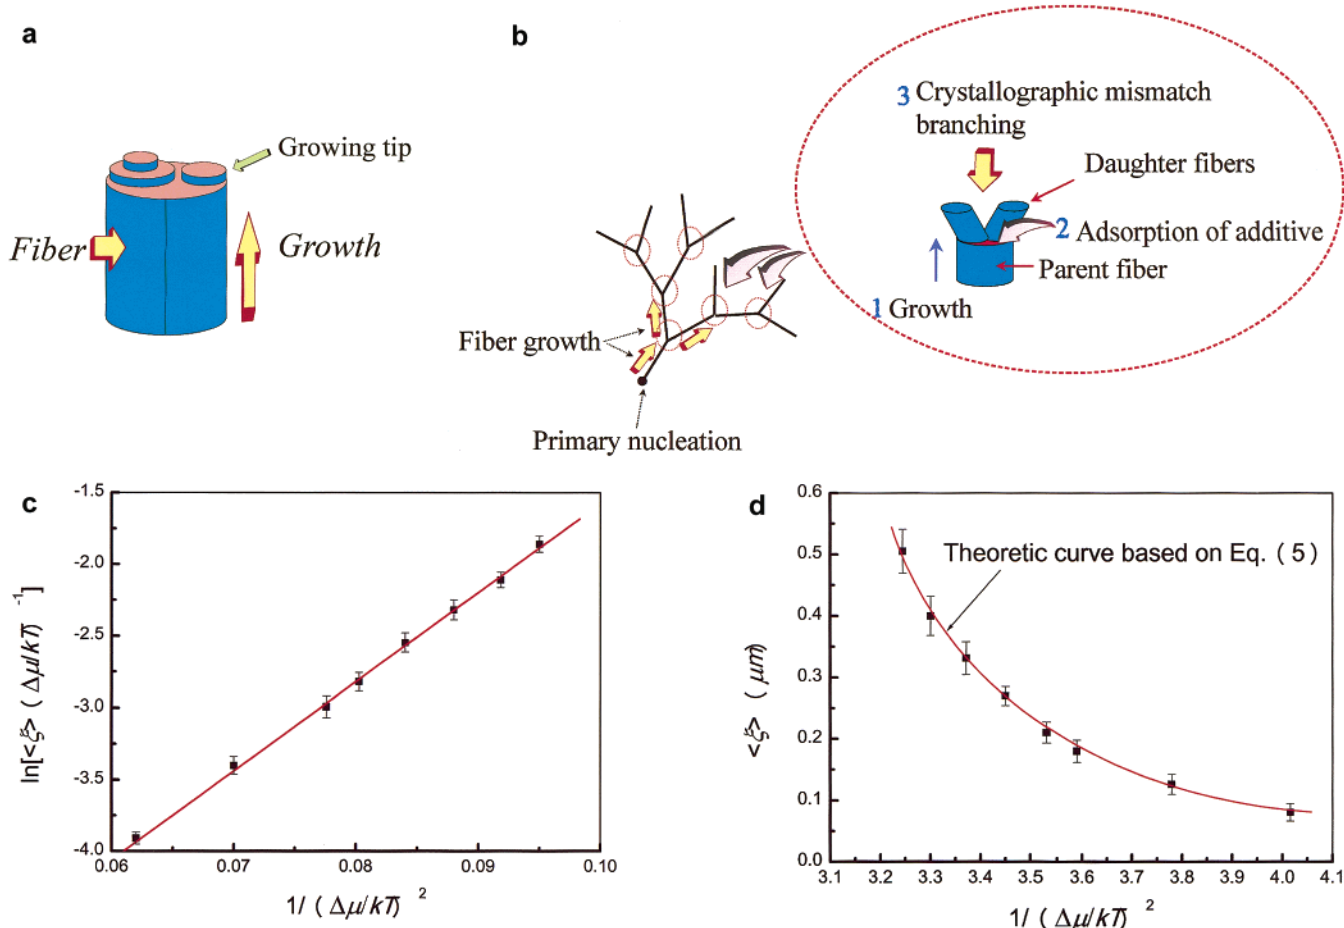 a
Growing tip
Fiber
Growth
b
3 Crystallographic mismatch
branching
Daughter fibers
2 Adsorption of additive
Parent fiber
1 Growth
Fiber growth
Primary nucleation
c
-1.5
-2.0
-2.5
-3.0
-3.5
-4.0
ln[<ξ> (Δμ/kT)⁻¹]
0.06 0.07 0.08 0.09 0.10
1/ (Δμ/kT)²
d
0.6
0.5
0.4
0.3
0.2
0.1
0.0
<ξ> (μm)
Theoretic curve based on Eq. (5)
3.1 3.2 3.3 3.4 3.5 3.6 3.7 3.8 3.9 4.0 4.1
1/ (Δμ/kT)²